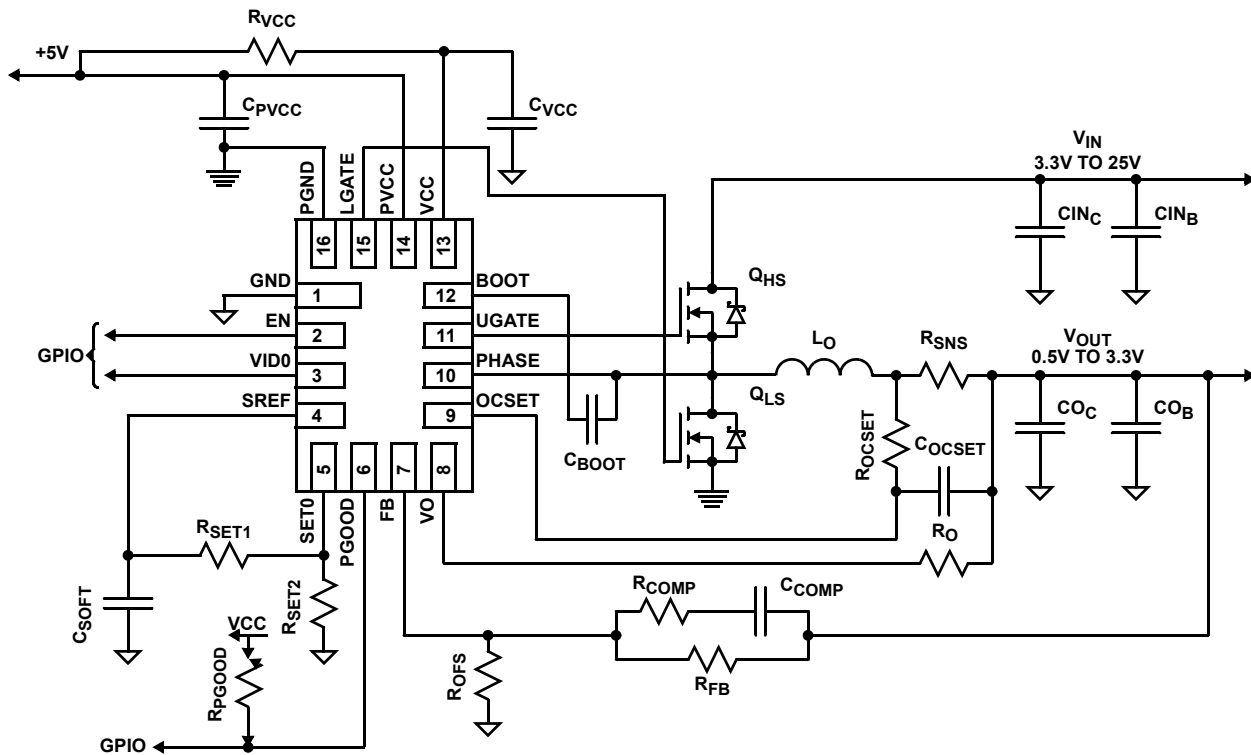 RVCC
+5V
CPVCC
CVCC
VIN
3.3V TO 25V
PGND
LGATE
PVCC
VCC
16
15
14
13
CINC
CINB
GND
1
12
BOOT
QHS
EN
2
11
UGATE
GPIO
VID0
3
10
PHASE
LO
RSNS
VOUT
0.5V TO 3.3V
SREF
4
9
OCSET
QLS
CBOOT
ROCSET
COCSET
COC
COB
5
6
7
8
SET0
PGOOD
FB
VO
RO
RSET1
CSOFT
RSET2
RCOMP
CCOMP
VCC
RPGOOD
ROFS
RFB
GPIO